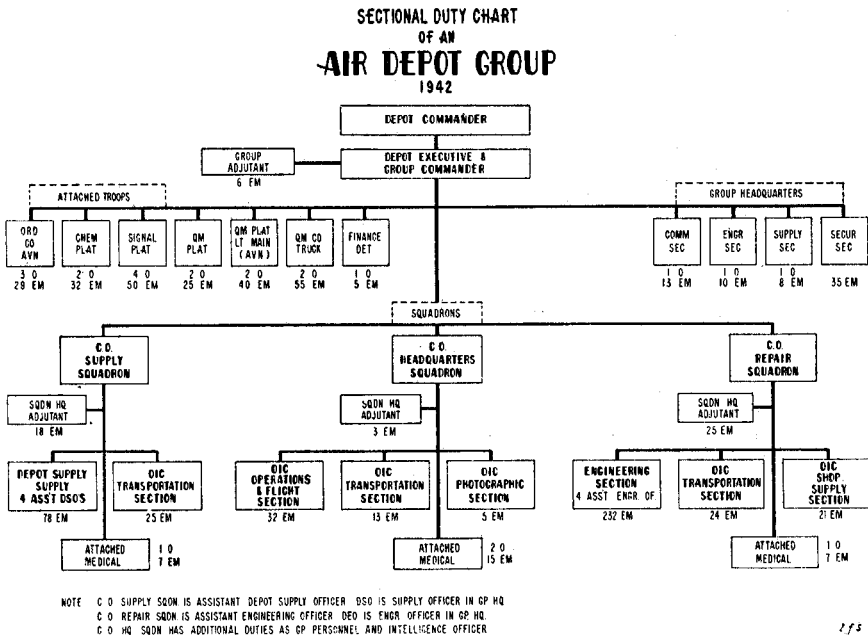 SECTIONAL DUTY CHART
OF AN
AIR DEPOT GROUP
1942
DEPOT COMMANDER
GROUP
ADJUTANT
6 EM
DEPOT EXECUTIVE &
GROUP COMMANDER
ATTACHED TROOPS
GROUP HEADQUARTERS
ORD
CO
AVN
3 O
29 EM
CHEM
PLAT
2 O
32 EM
SIGNAL
PLAT
4 O
50 EM
QM
PLAT
2 O
25 EM
QM PLAT
LT MAIN
(AVN)
2 O
40 EM
QM CO
TRUCK
2 O
55 EM
FINANCE
DET
1 O
5 EM
COMM
SEC
1 O
13 EM
ENGR
SEC
1 O
10 EM
SUPPLY
SEC
1 O
8 EM
SECUR
SEC
35 EM
SQUADRONS
C.O.
SUPPLY
SQUADRON
C.O.
HEADQUARTERS
SQUADRON
C.O.
REPAIR
SQUADRON
SQDN HQ
ADJUTANT
18 EM
SQDN HQ
ADJUTANT
3 EM
SQDN HQ
ADJUTANT
25 EM
DEPOT SUPPLY
SUPPLY
4 ASS'T DSO'S
78 EM
OIC
TRANSPORTATION
SECTION
25 EM
OIC
OPERATIONS
& FLIGHT
SECTION
32 EM
OIC
TRANSPORTATION
SECTION
13 EM
OIC
PHOTOGRAPHIC
SECTION
5 EM
ENGINEERING
SECTION
4 ASST ENGR. OF.
232 EM
OIC
TRANSPORTATION
SECTION
24 EM
OIC
SHOP
SUPPLY
SECTION
21 EM
ATTACHED
MEDICAL
1 O
7 EM
ATTACHED
MEDICAL
2 O
15 EM
ATTACHED
MEDICAL
1 O
7 EM
NOTE C O SUPPLY SQDN IS ASSISTANT DEPOT SUPPLY OFFICER DSO IS SUPPLY OFFICER IN GP HQ
C O REPAIR SQDN IS ASSISTANT ENGINEERING OFFICER DEO IS ENGR OFFICER IN GP HQ.
C O HQ SQDN HAS ADDITIONAL DUTIES AS GP PERSONNEL AND INTELLIGENCE OFFICER